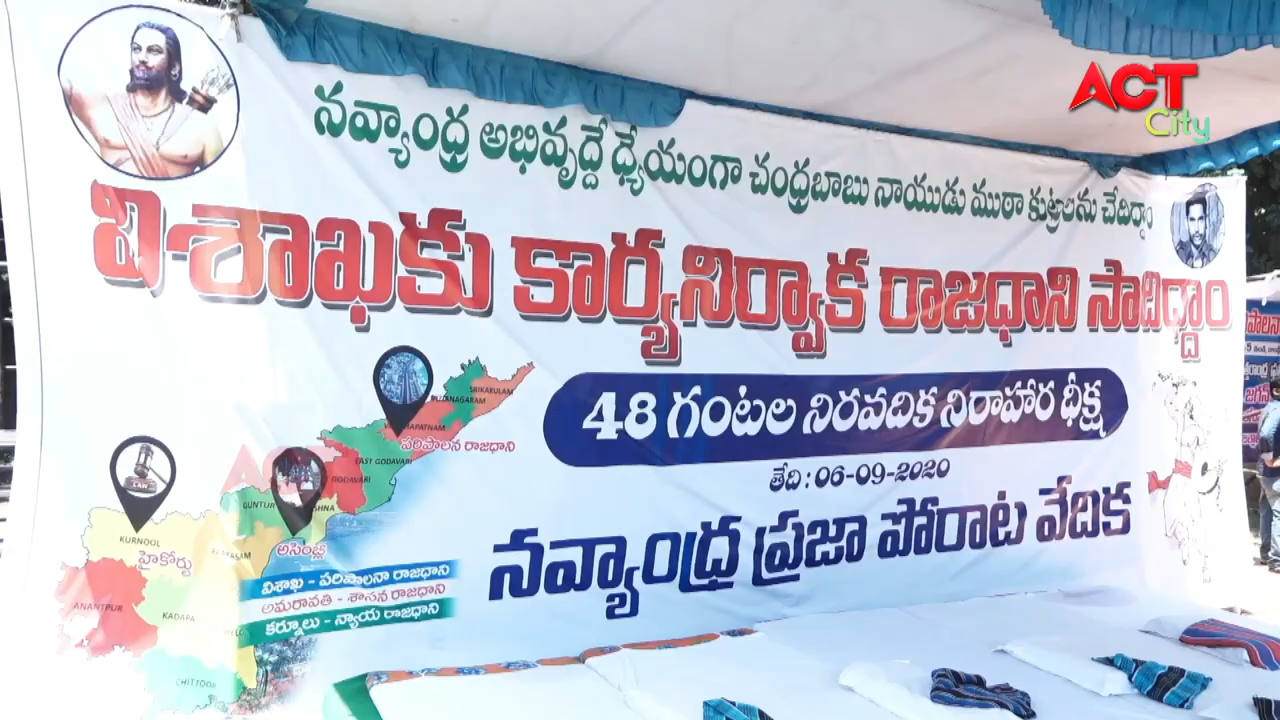 ACT
City
నవ్యాంధ్ర అభివృద్దే ధ్యేయంగా చంద్రబాబు నాయుడు ముఠా కుట్రలను చేదిద్దాం
విశాఖకు కార్యనిర్వాక రాజధాని సాదిద్దాం
48 గంటల నిరవదిక నిరాహార ధీక్ష
తేది : 06-09-2020
నవ్యాంధ్ర ప్రజా పోరాట వేదిక
SRIKAKULAM
పరిపాలన రాజధాని
EAST GODAVARI
GODAVARI
GUNTUR
LAW
KURNOOL
హైకోర్టు
అసెంబ్లీ
ANANTPUR
KADAPA
CHITTOOR
విశాఖ - పరిపాలనా రాజధాని
అమరావతి - శాసన రాజధాని
కర్నూలు - న్యాయ రాజధాని